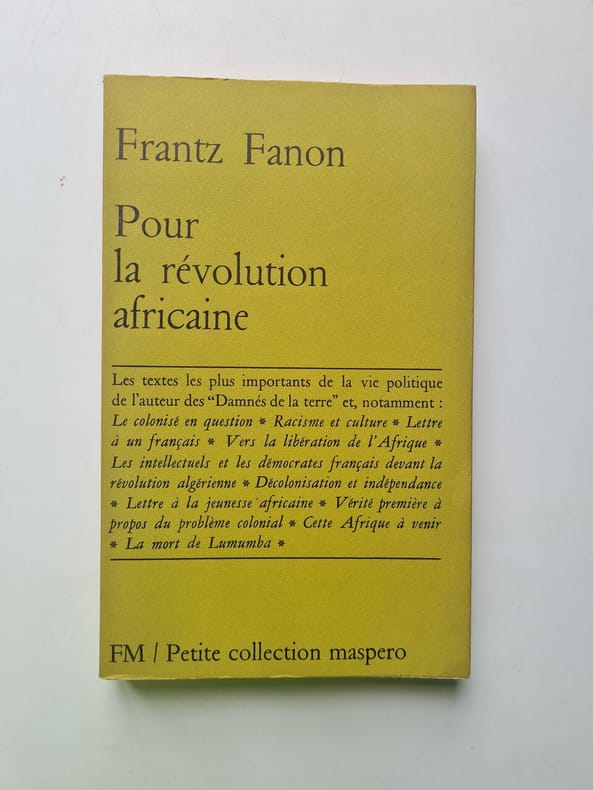 Frantz Fanon
Pour
la révolution
africaine
Les textes les plus importants de la vie politique
de l'auteur des "Damnés de la terre" et, notamment :
Le colonisé en question * Racisme et culture * Lettre
à un français * Vers la libération de l'Afrique *
Les intellectuels et les démocrates français devant la
révolution algérienne * Décolonisation et indépendance
* Lettre à la jeunesse africaine * Vérité première à
propos du problème colonial * Cette Afrique à venir
* La mort de Lumumba *
FM / Petite collection maspero